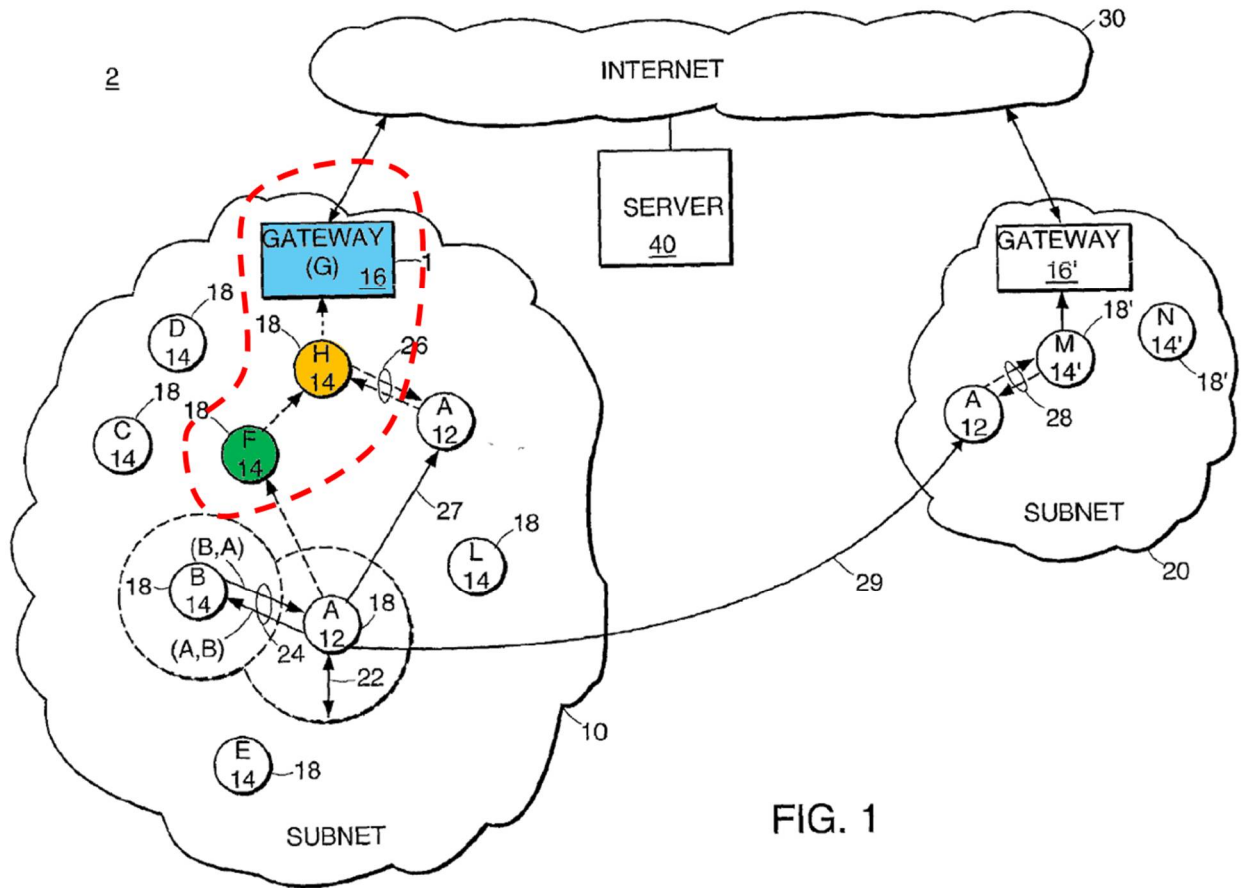 30
INTERNET
2
SERVER
40
GATEWAY
(G)
16
1
GATEWAY
16'
18
D
14
18
H
14
26
18'
M
14'
N
14'
18'
18
C
14
18
F
14
A
12
A
12
28
27
SUBNET
18
L
14
(B,A)
18
B
14
A
12
18
29
20
(A,B)
24
22
10
E
14
18
SUBNET
FIG. 1